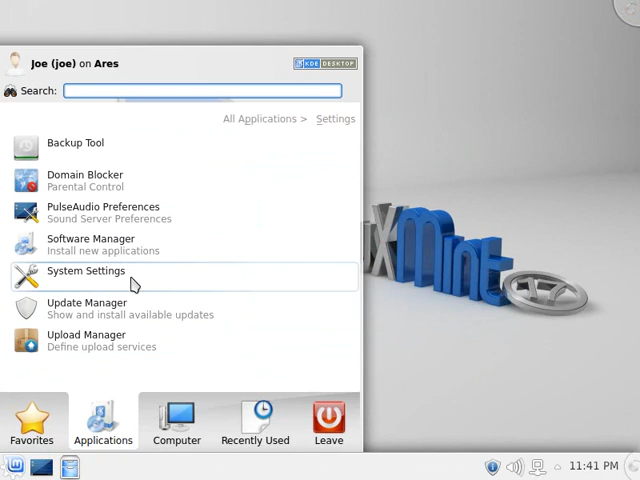 Joe (joe) on Ares
KDE DESKTOP
Search:
All Applications > Settings
Backup Tool
Domain Blocker
Parental Control
PulseAudio Preferences
Sound Server Preferences
Software Manager
Install new applications
System Settings
Update Manager
Show and install available updates
Upload Manager
Define upload services
Favorites
Applications
Computer
Recently Used
Leave
11:41 PM
Mint
17